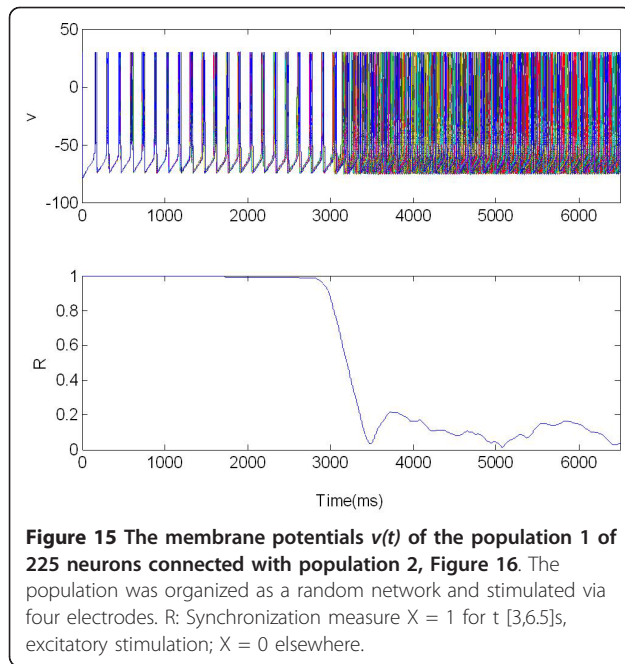 50
0
-50
-100
v
0 1000 2000 3000 4000 5000 6000
1
0.8
0.6
0.4
0.2
0
R
0 1000 2000 3000 4000 5000 6000
Time(ms)
Figure 15 The membrane potentials v(t) of the population 1 of
225 neurons connected with population 2, Figure 16. The
population was organized as a random network and stimulated via
four electrodes. R: Synchronization measure X = 1 for t [3,6.5]s,
excitatory stimulation; X = 0 elsewhere.